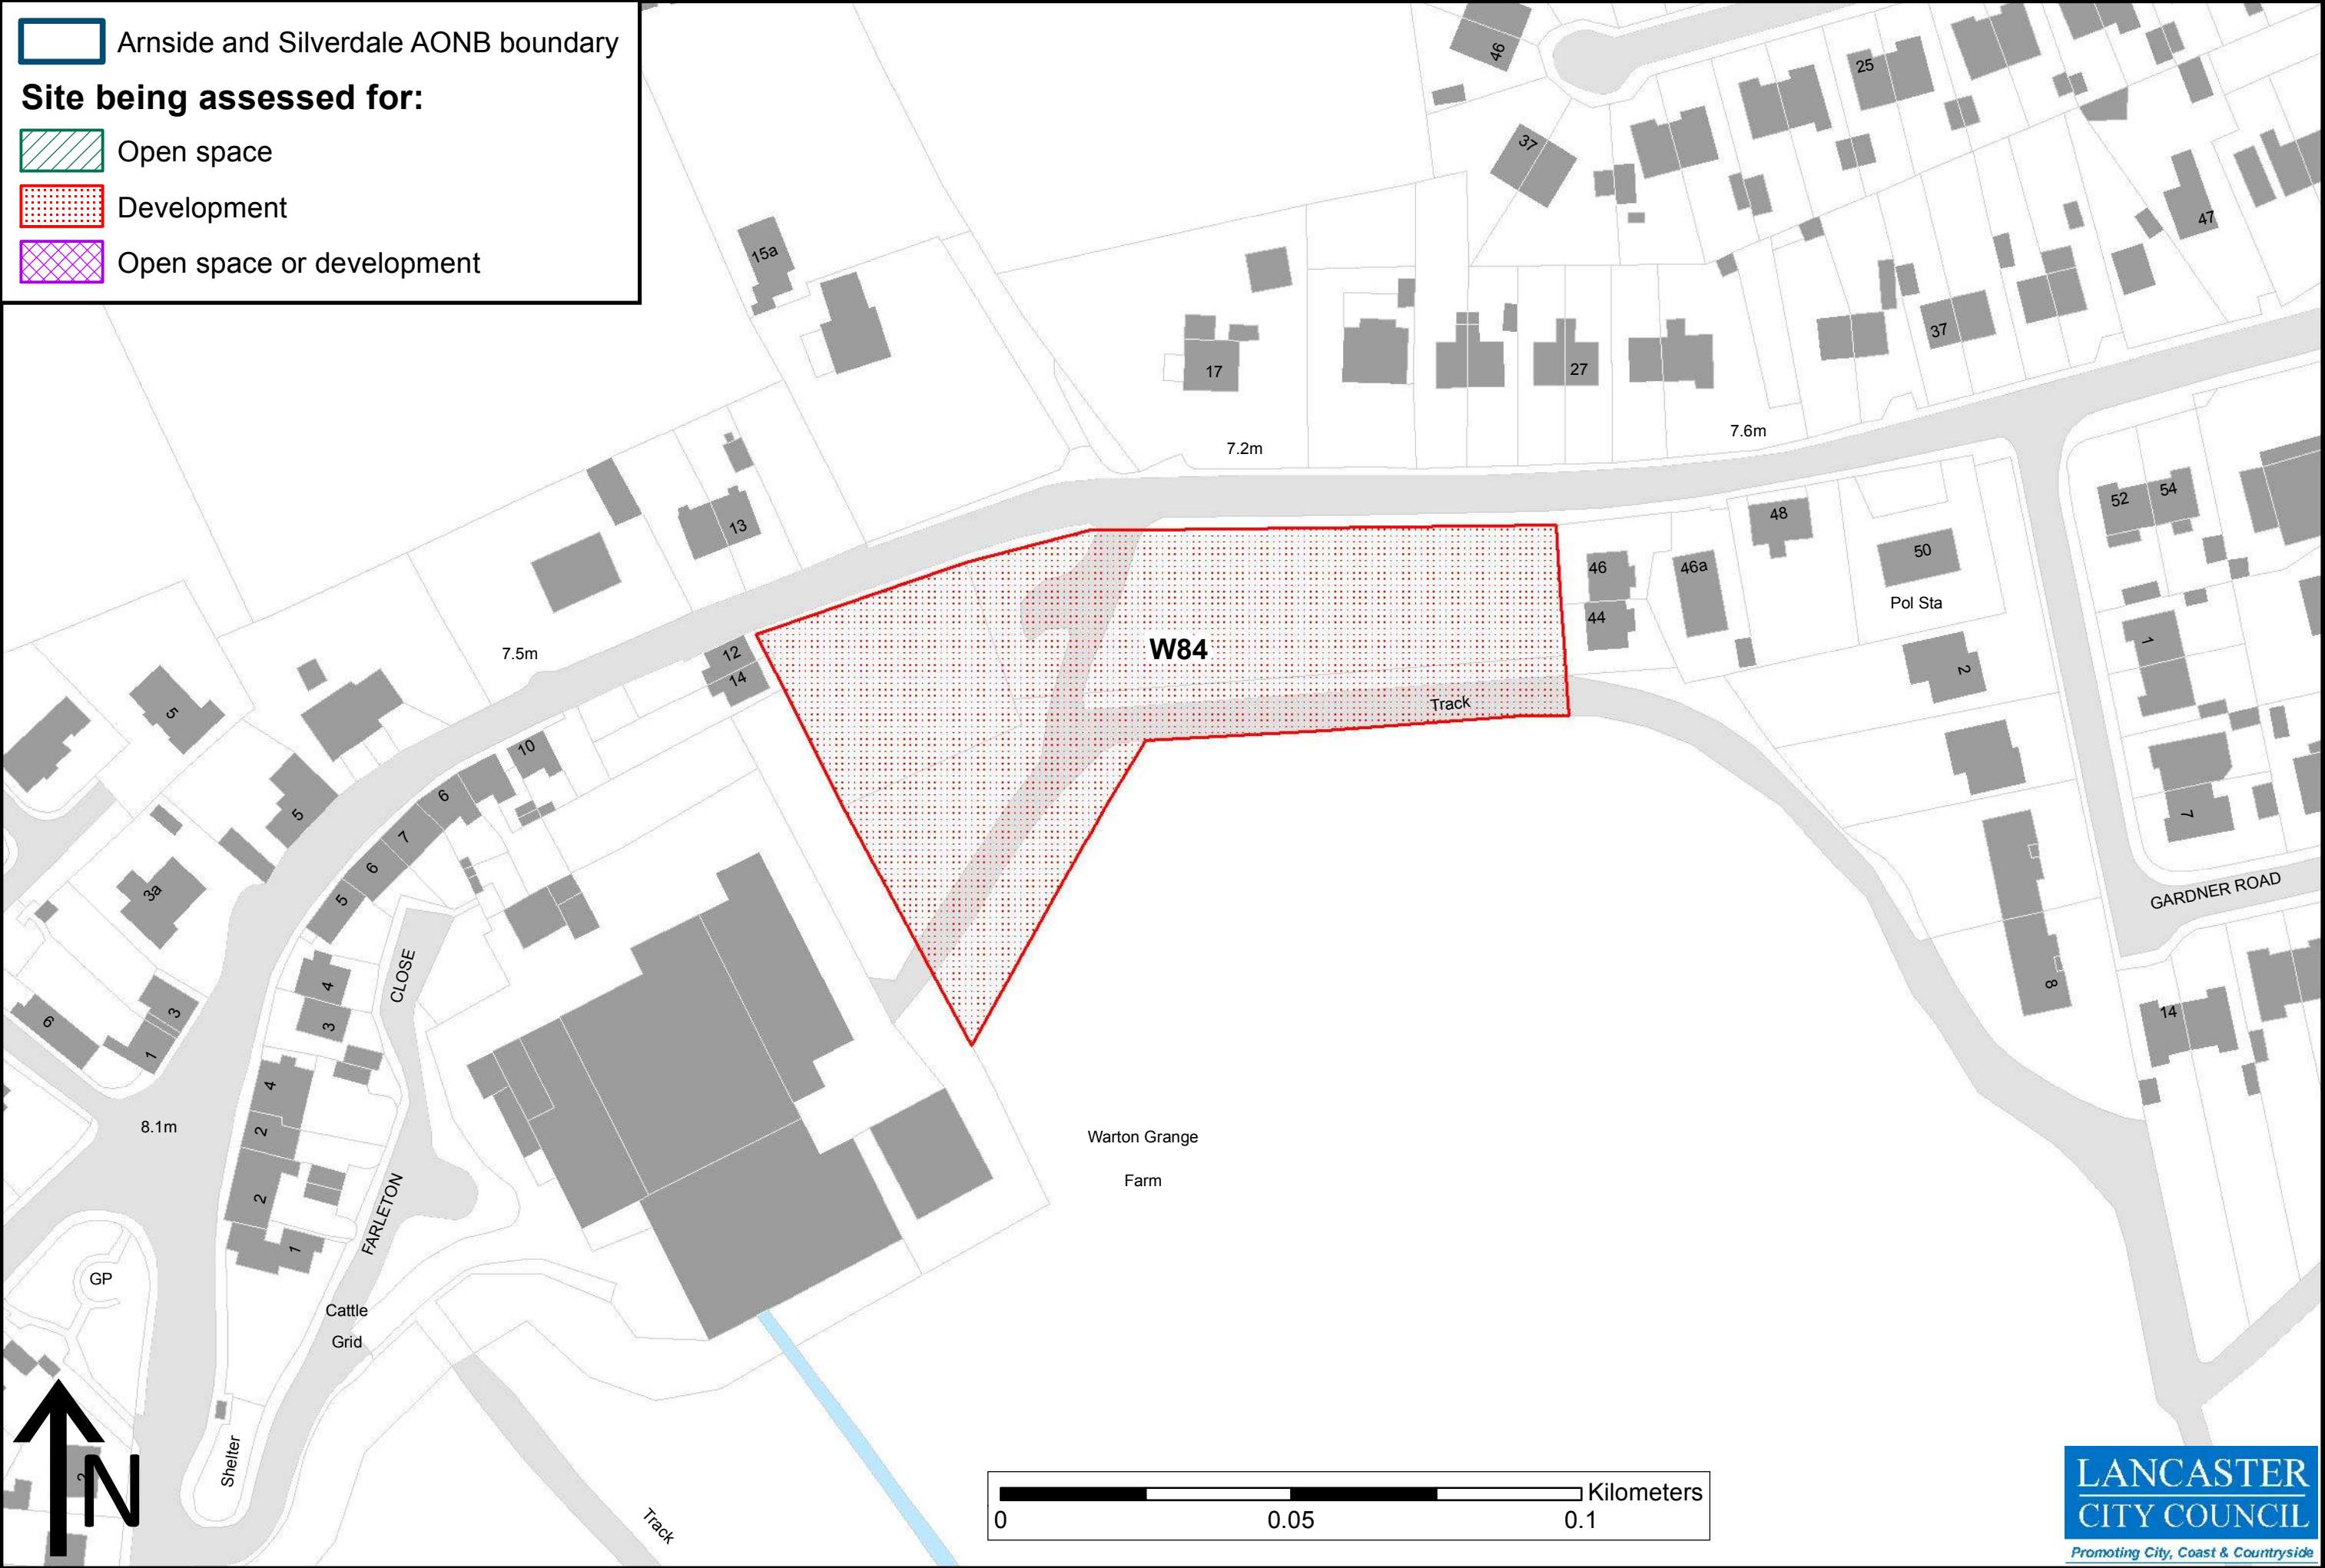 Arnside and Silverdale AONB boundary
Site being assessed for:
Open space
Development
Open space or development
46
25
37
47
15a
17
27
37
7.2m
7.6m
13
52
54
48
50
Pol Sta
46
46a
44
W84
Track
12
14
7.5m
1
2
5
10
6
7
6
5
5
3a
7
GARDNER ROAD
8
14
CLOSE
4
3
3
1
6
4
2
2
1
8.1m
FARLETON
Warton Grange
Farm
GP
Cattle
Grid
Shelter
2
N
Track
Kilometers
0
0.05
0.1
LANCASTER
CITY COUNCIL
Promoting City, Coast & Countryside